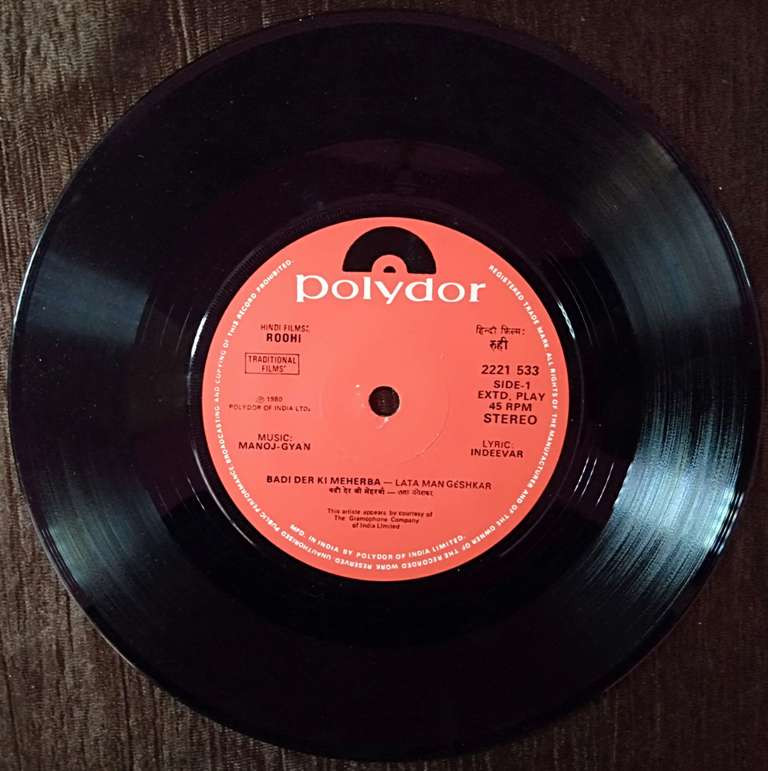 polydor
HINDI FILMS:
ROOHI
TRADITIONAL
FILMS'
℗ 1980
POLYDOR OF INDIA LTD.
हिन्दी फ़िल्म:
रुही
2221 533
SIDE-1
EXTD, PLAY
45 RPM
STEREO
MUSIC:
MANOJ-GYAN
LYRIC:
INDEEVAR
BADI DER KI MEHERBA — LATA MANGéSHKAR
बड़ी देर की मेहरबां — लता मंगेशकर
This article appears by courtesy of
The Gramophone Company
of India Limited
REGISTERED TRADE MARK ALL RIGHTS OF THE MANUFACTURER AND OF THE OWNER OF THE RECORDED WORK RESERVED. UNAUTHORISED PUBLIC PERFORMANCE BROADCASTING AND COPYING OF THIS RECORD PROHIBITED.
MFD. IN INDIA BY POLYDOR OF INDIA LIMITED.